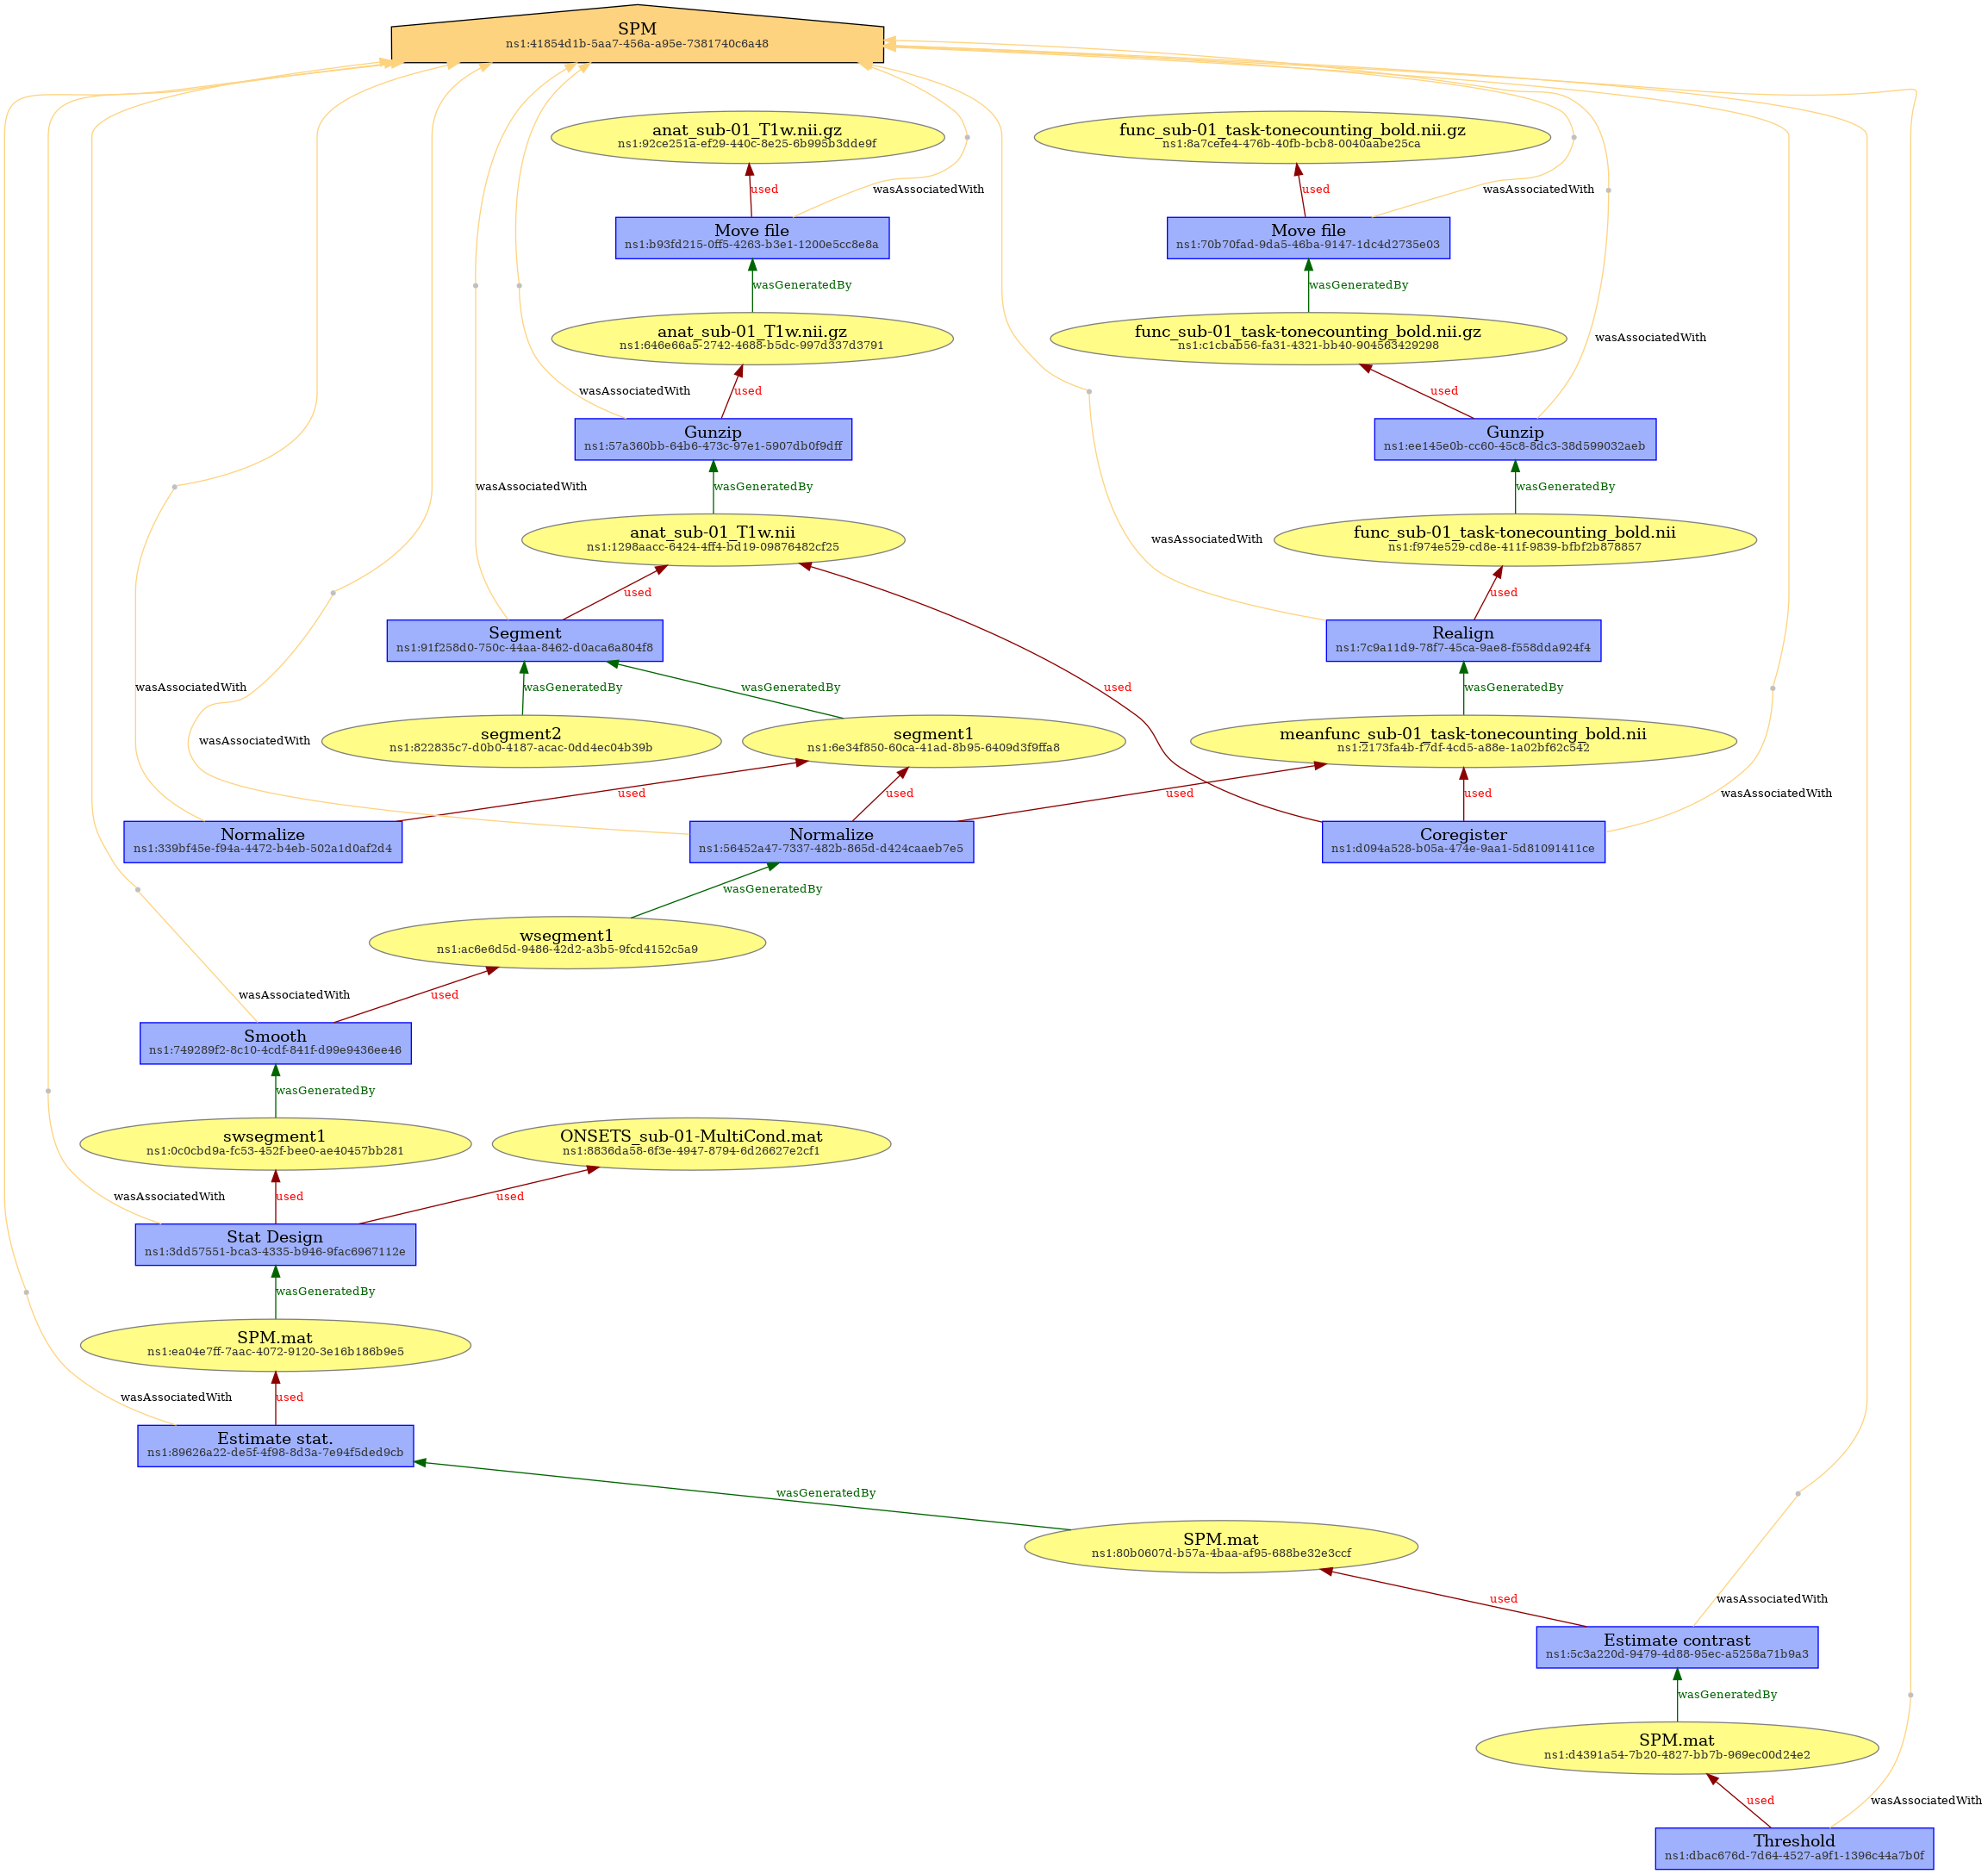 SPM
ns1:41854d1b-5aa7-456a-a95e-7381740c6a48
anat_sub-01_T1w.nii.gz
ns1:92ce251a-ef29-440c-8e25-6b995b3dde9f
func_sub-01_task-tonecounting_bold.nii.gz
ns1:8a7cefe4-476b-40fb-bcb8-0040aabe25ca
used
wasAssociatedWith
used
wasAssociatedWith
Move file
ns1:b93fd215-0ff5-4263-b3e1-1200e5cc8e8a
Move file
ns1:70b70fad-9da5-46ba-9147-1dc4d2735e03
wasGeneratedBy
wasGeneratedBy
anat_sub-01_T1w.nii.gz
ns1:646e66a5-2742-4688-b5dc-997d337d3791
func_sub-01_task-tonecounting_bold.nii.gz
ns1:c1cbab56-fa31-4321-bb40-904563429298
wasAssociatedWith
wasAssociatedWith
used
used
Gunzip
ns1:57a360bb-64b6-473c-97e1-5907db0f9dff
Gunzip
ns1:ee145e0b-cc60-45c8-8dc3-38d599032aeb
wasAssociatedWith
wasGeneratedBy
wasGeneratedBy
anat_sub-01_T1w.nii
ns1:1298aacc-6424-4ff4-bd19-09876482cf25
func_sub-01_task-tonecounting_bold.nii
ns1:f974e529-cd8e-411f-9839-bfbf2b878857
wasAssociatedWith
used
used
Segment
ns1:91f258d0-750c-44aa-8462-d0aca6a804f8
Realign
ns1:7c9a11d9-78f7-45ca-9ae8-f558dda924f4
wasAssociatedWith
wasGeneratedBy
wasGeneratedBy
used
wasGeneratedBy
wasAssociatedWith
segment2
ns1:822835c7-d0b0-4187-acac-0dd4ec04b39b
segment1
ns1:6e34f850-60ca-41ad-8b95-6409d3f9ffa8
meanfunc_sub-01_task-tonecounting_bold.nii
ns1:2173fa4b-f7df-4cd5-a88e-1a02bf62c542
used
used
used
used
wasAssociatedWith
Normalize
ns1:339bf45e-f94a-4472-b4eb-502a1d0af2d4
Normalize
ns1:56452a47-7337-482b-865d-d424caaeb7e5
Coregister
ns1:d094a528-b05a-474e-9aa1-5d81091411ce
wasGeneratedBy
wsegment1
ns1:ac6e6d5d-9486-42d2-a3b5-9fcd4152c5a9
wasAssociatedWith
used
Smooth
ns1:749289f2-8c10-4cdf-841f-d99e9436ee46
wasGeneratedBy
swsegment1
ns1:0c0cbd9a-fc53-452f-bee0-ae40457bb281
ONSETS_sub-01-MultiCond.mat
ns1:8836da58-6f3e-4947-8794-6d26627e2cf1
wasAssociatedWith
used
used
Stat Design
ns1:3dd57551-bca3-4335-b946-9fac6967112e
wasGeneratedBy
SPM.mat
ns1:ea04e7ff-7aac-4072-9120-3e16b186b9e5
wasAssociatedWith
used
Estimate stat.
ns1:89626a22-de5f-4f98-8d3a-7e94f5ded9cb
wasGeneratedBy
SPM.mat
ns1:80b0607d-b57a-4baa-af95-688be32e3ccf
used
wasAssociatedWith
Estimate contrast
ns1:5c3a220d-9479-4d88-95ec-a5258a71b9a3
wasGeneratedBy
SPM.mat
ns1:d4391a54-7b20-4827-bb7b-969ec00d24e2
used
wasAssociatedWith
Threshold
ns1:dbac676d-7d64-4527-a9f1-1396c44a7b0f